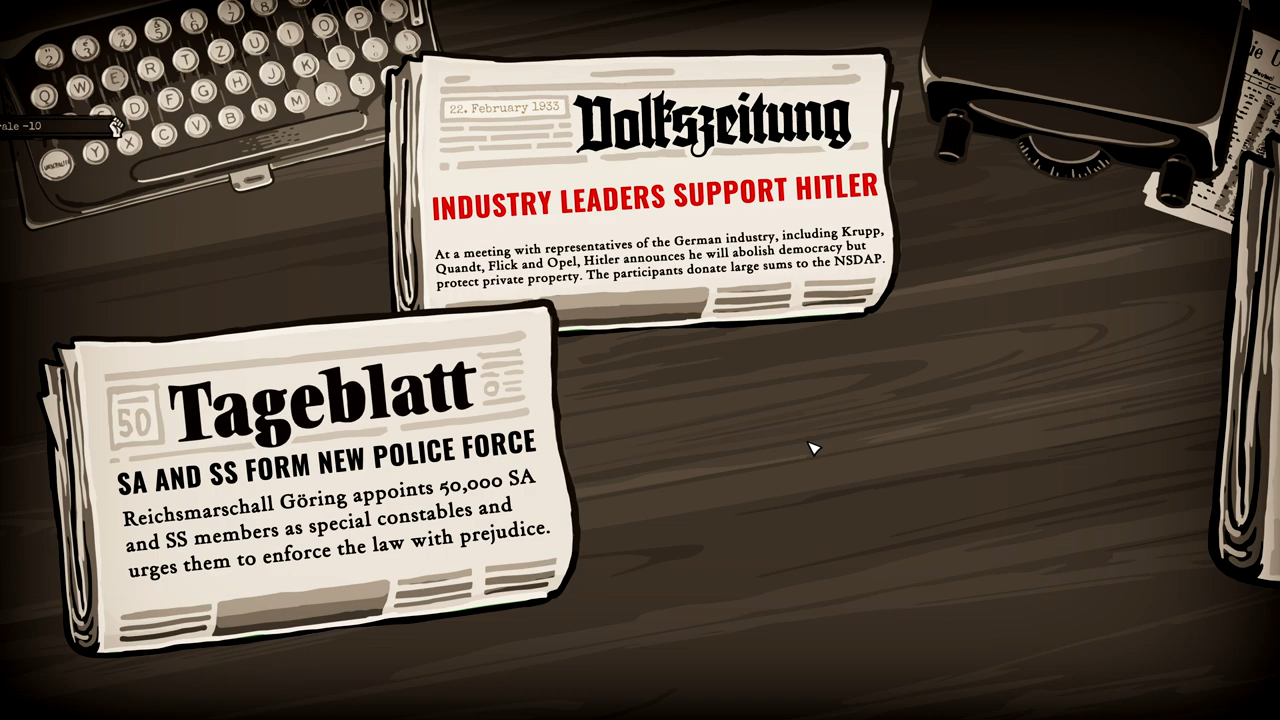 22. February 1933
Volkszeitung
INDUSTRY LEADERS SUPPORT HITLER
At a meeting with representatives of the German industry, including Krupp,
Quandt, Flick and Opel, Hitler announces he will abolish democracy but
protect private property. The participants donate large sums to the NSDAP.
50
Tageblatt
SA AND SS FORM NEW POLICE FORCE
Reichsmarschall Göring appoints 50,000 SA
and SS members as special constables and
urges them to enforce the law with prejudice.
Q W E R T Z U I O P
D F G H J K L
Y X C V B N M
-10